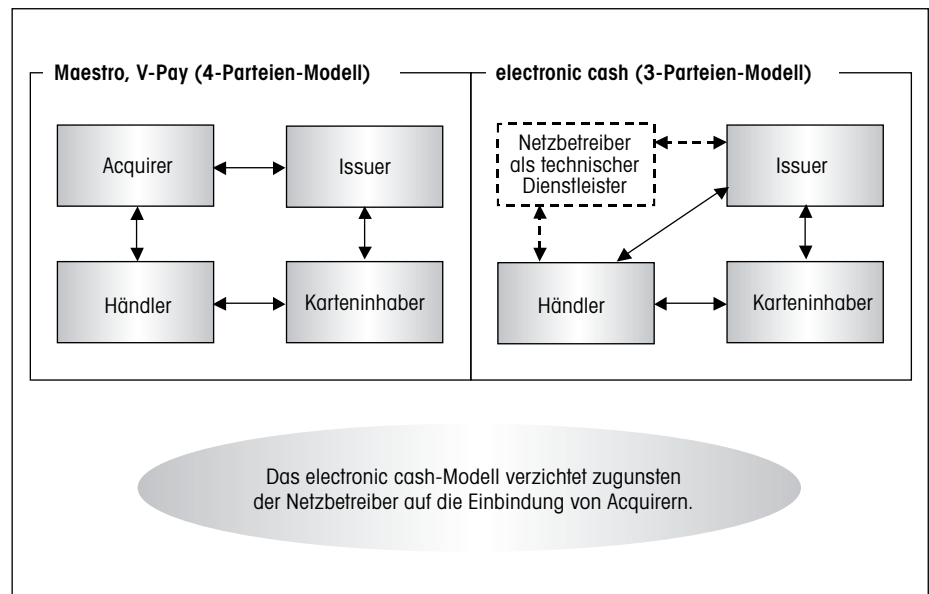 Maestro, V-Pay (4-Parteien-Modell)
Acquirer
Issuer
Händler
Karteninhaber
electronic cash (3-Parteien-Modell)
Netzbetreiber
als technischer
Dienstleister
Issuer
Händler
Karteninhaber
Das electronic cash-Modell verzichtet zugunsten
der Netzbetreiber auf die Einbindung von Acquirern.